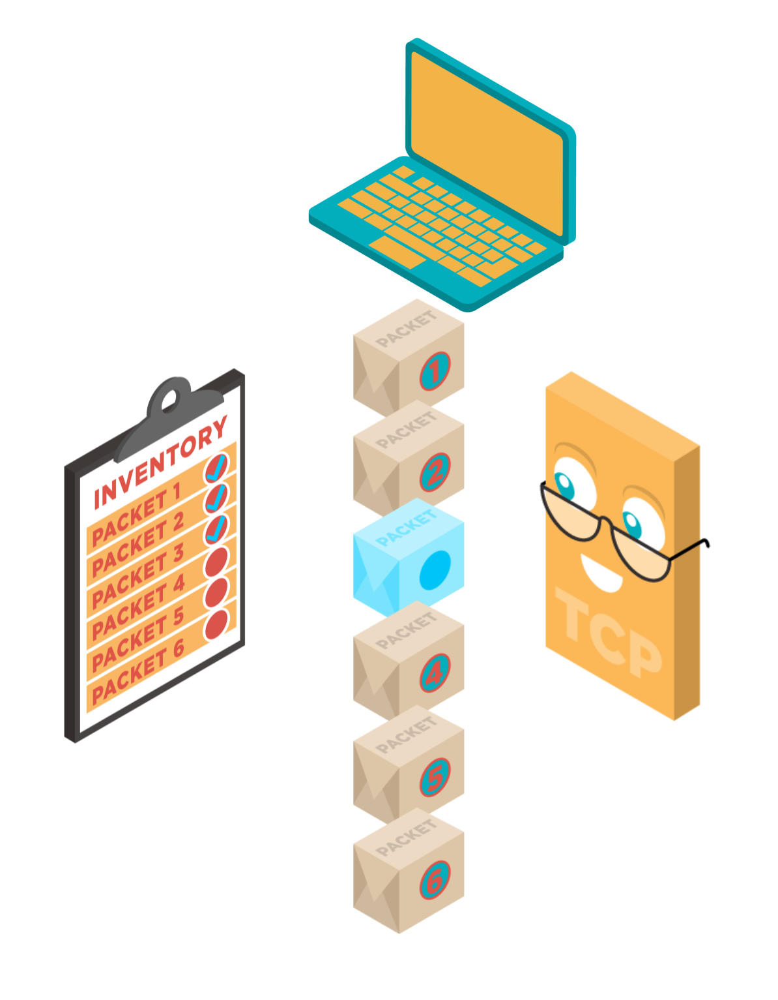 PACKET
1
PACKET
2
PACKET
PACKET
4
PACKET
5
PACKET
6
INVENTORY
PACKET 1
PACKET 2
PACKET 3
PACKET 4
PACKET 5
PACKET 6
TCP